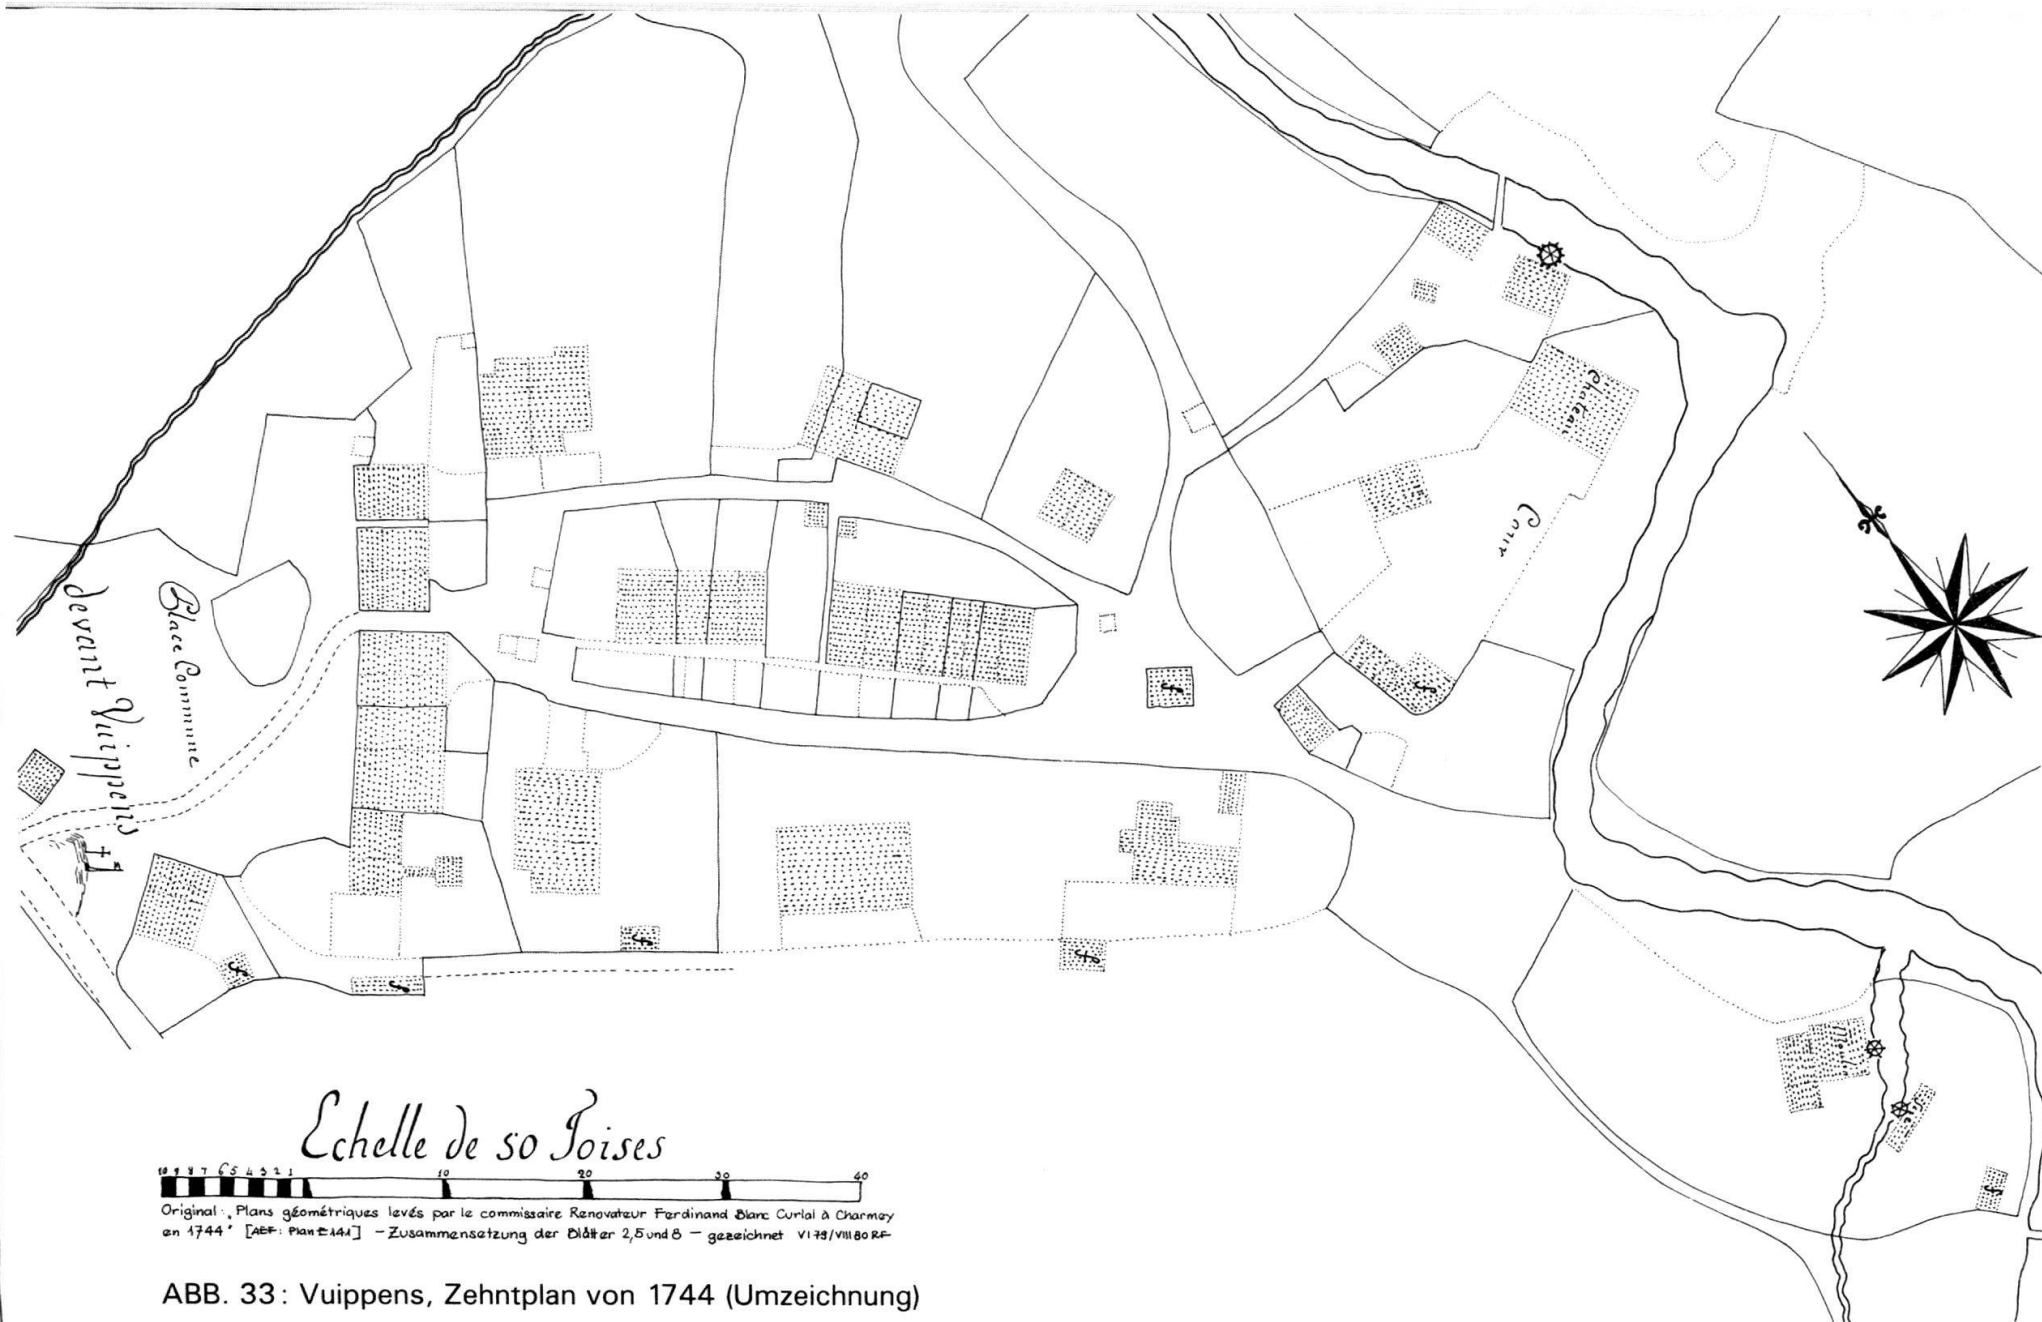 Chateau
Cour
Place Commune
devant Vuippens
f
f
f
f
f
f
f
Moulin
Echelle de 50 Toises
10 9 8 7 6 5 4 3 2 1 10 20 30 40
Original: „Plans géométriques levés par le commissaire Renovateur Ferdinand Blanc Curial à Charmey
en 1744" [AEF: Plan E 141] – Zusammensetzung der Blätter 2,5 und 8 – gezeichnet VI 79/VIII 80 RF
ABB. 33: Vuippens, Zehntplan von 1744 (Umzeichnung)